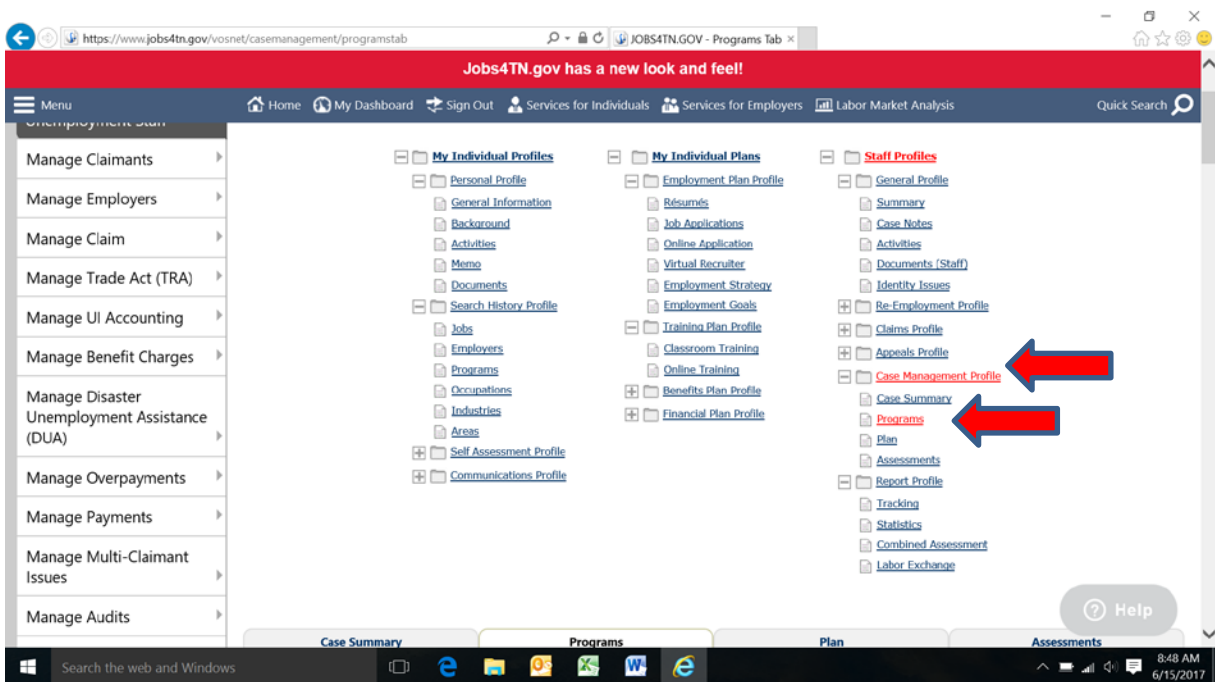 https://www.jobs4tn.gov/vosnet/casemanagement/programstab
JOBS4TN.GOV - Programs Tab
Jobs4TN.gov has a new look and feel!
Menu
Home
My Dashboard
Sign Out
Services for Individuals
Services for Employers
Labor Market Analysis
Quick Search
Unemployment Staff
Manage Claimants
Manage Employers
Manage Claim
Manage Trade Act (TRA)
Manage UI Accounting
Manage Benefit Charges
Manage Disaster
Unemployment Assistance
(DUA)
Manage Overpayments
Manage Payments
Manage Multi-Claimant
Issues
Manage Audits
My Individual Profiles
Personal Profile
General Information
Background
Activities
Memo
Documents
Search History Profile
Jobs
Employers
Programs
Occupations
Industries
Areas
Self Assessment Profile
Communications Profile
My Individual Plans
Employment Plan Profile
Résumés
Job Applications
Online Application
Virtual Recruiter
Employment Strategy
Employment Goals
Training Plan Profile
Classroom Training
Online Training
Benefits Plan Profile
Financial Plan Profile
Staff Profiles
General Profile
Summary
Case Notes
Activities
Documents (Staff)
Identity Issues
Re-Employment Profile
Claims Profile
Appeals Profile
Case Management Profile
Case Summary
Programs
Plan
Assessments
Report Profile
Tracking
Statistics
Combined Assessment
Labor Exchange
Help
Case Summary
Programs
Plan
Assessments
Search the web and Windows
8:48 AM
6/15/2017